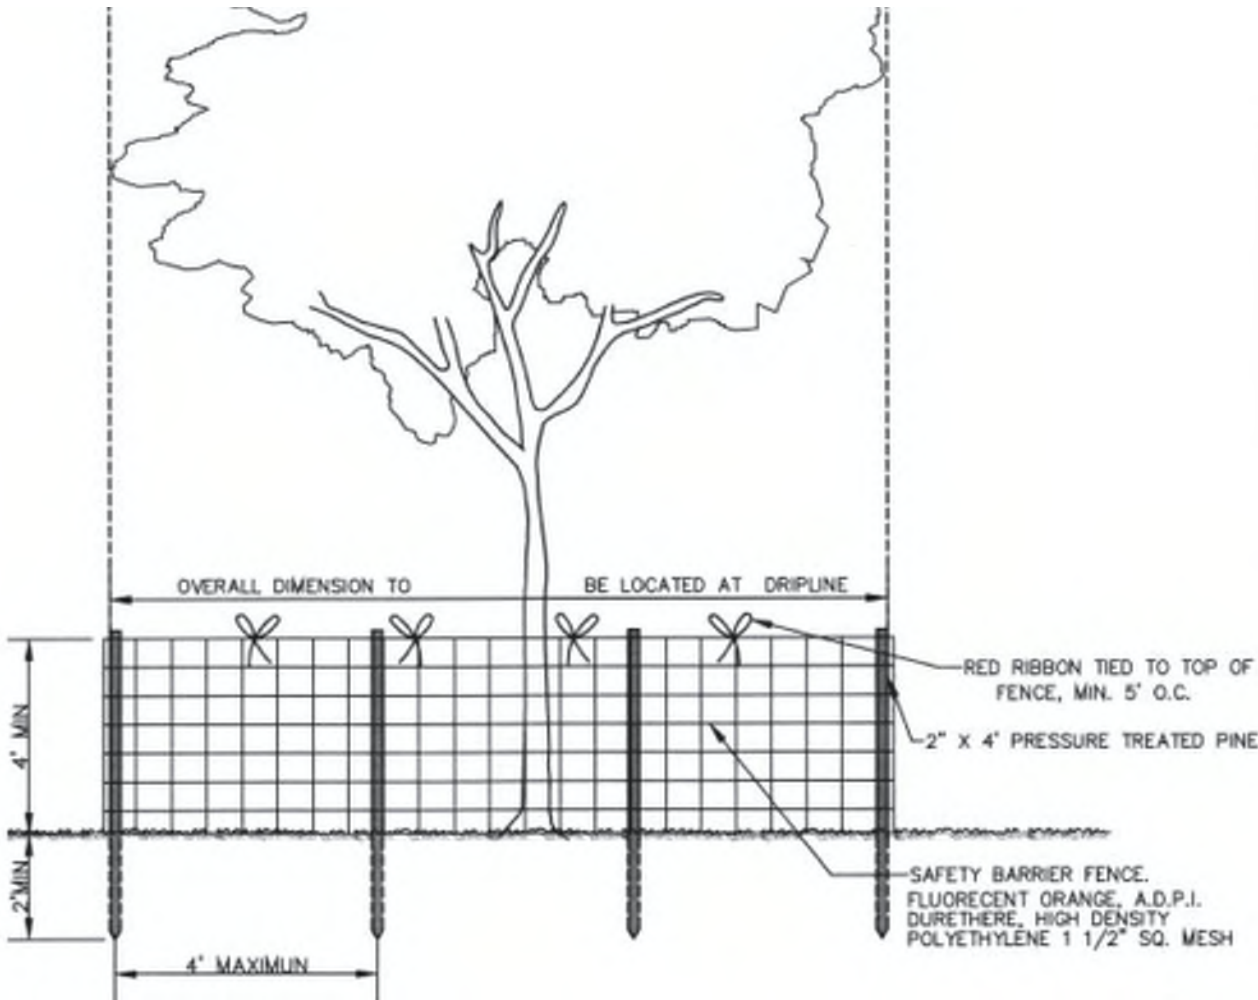 OVERALL DIMENSION TO BE LOCATED AT DRIPLINE
RED RIBBON TIED TO TOP OF
FENCE, MIN. 5' O.C.
4' MIN
2" X 4' PRESSURE TREATED PINE
SAFETY BARRIER FENCE.
FLUORECENT ORANGE, A.D.P.I.
DURETHERE, HIGH DENSITY
POLYETHYLENE 1 1/2" SQ. MESH
2'MIN
4' MAXIMUN